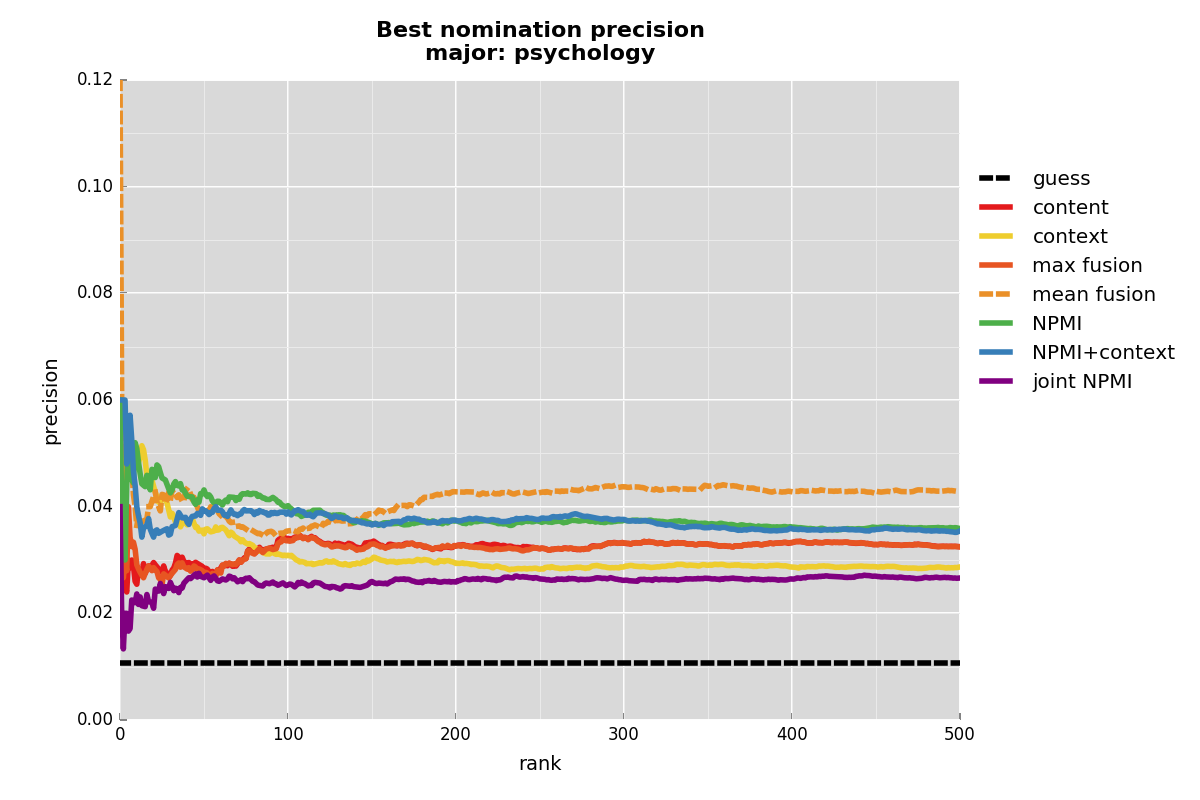 Best nomination precision
major: psychology
0.12
0.10
0.08
0.06
0.04
0.02
0.00
precision
0
100
200
300
400
500
rank
guess
content
context
max fusion
mean fusion
NPMI
NPMI+context
joint NPMI